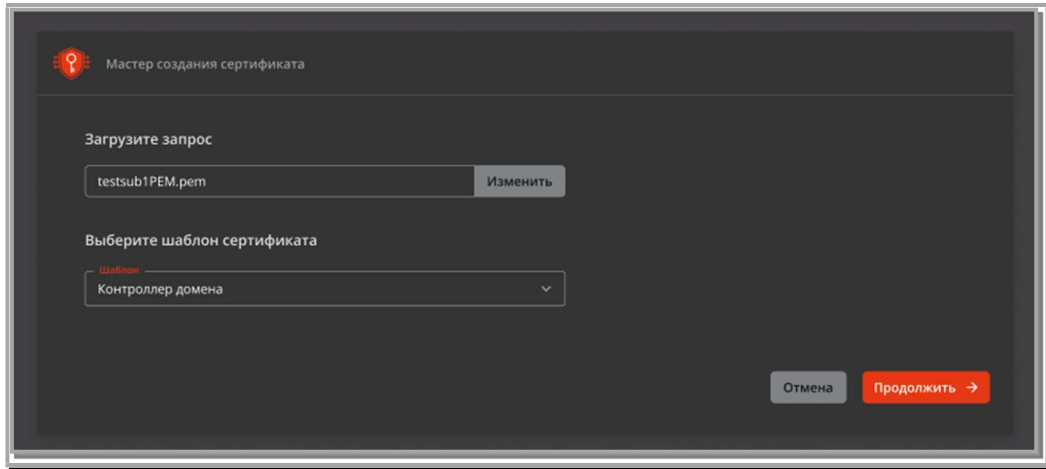 Мастер создания сертификата
Загрузите запрос
testsub1PEM.pem
Изменить
Выберите шаблон сертификата
Шаблон
Контроллер домена
Отмена
Продолжить →